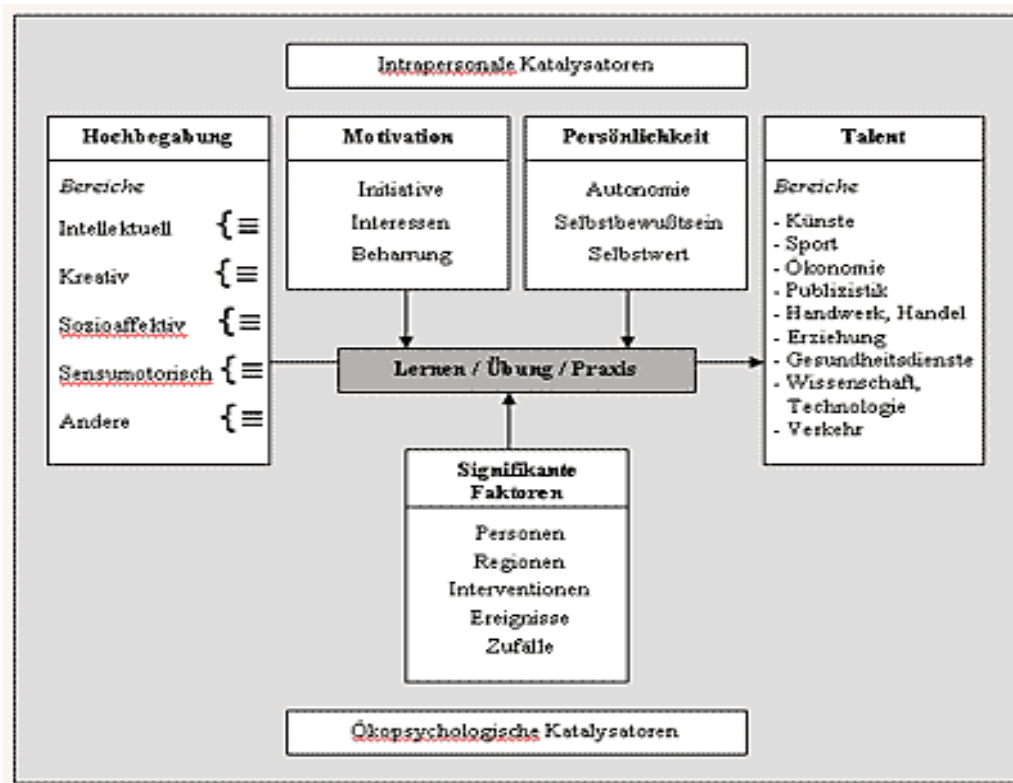 Intrapersonale Katalysatoren
Hochbegabung
Bereiche
Intellektuell {≡
Kreativ {≡
Sozioaffektiv {≡
Sensumotorisch {≡
Andere {≡
Motivation
Initiative
Interessen
Beharrung
Persönlichkeit
Autonomie
Selbstbewußtsein
Selbstwert
Talent
Bereiche
- Künste
- Sport
- Ökonomie
- Publizistik
- Handwerk, Handel
- Erziehung
- Gesundheitsdienste
- Wissenschaft,
Technologie
- Verkehr
Lernen / Übung / Praxis
Signifikante
Faktoren
Personen
Regionen
Interventionen
Ereignisse
Zufälle
Ökopsychologische Katalysatoren